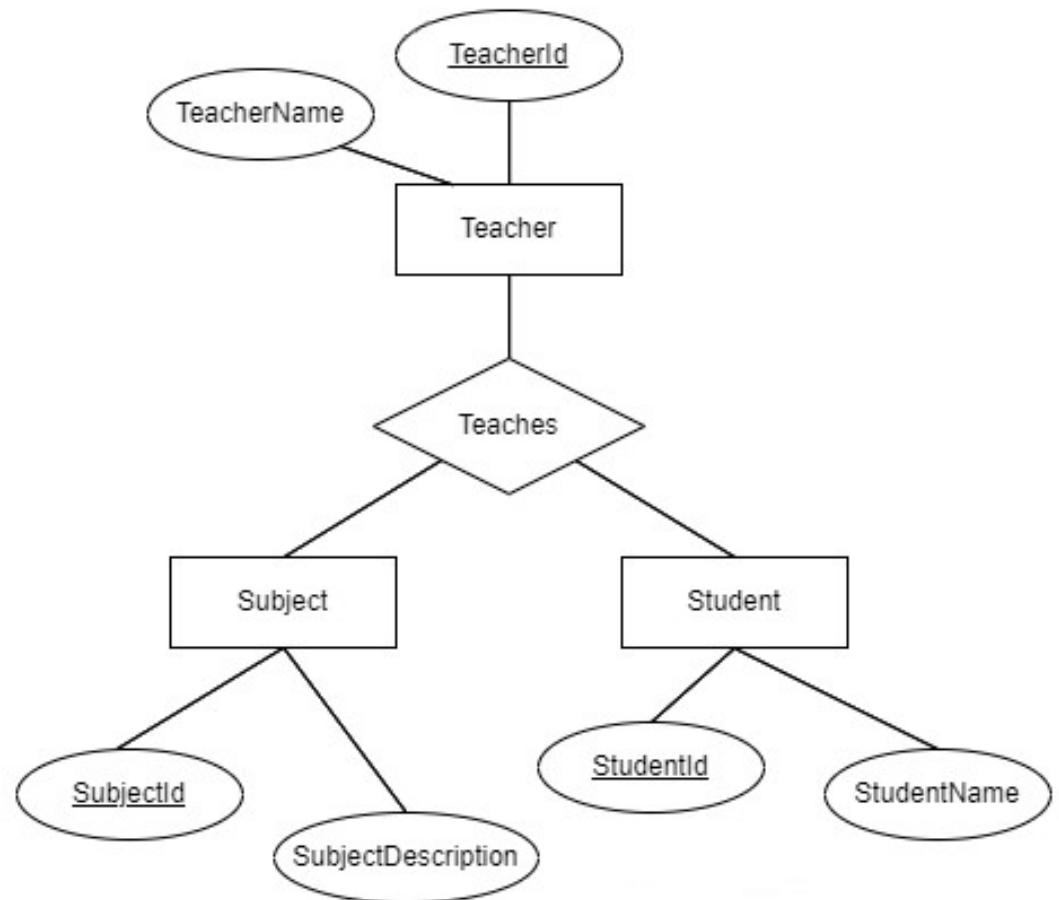 TeacherId
TeacherName
Teacher
Teaches
Subject
Student
SubjectId
StudentId
StudentName
SubjectDescription